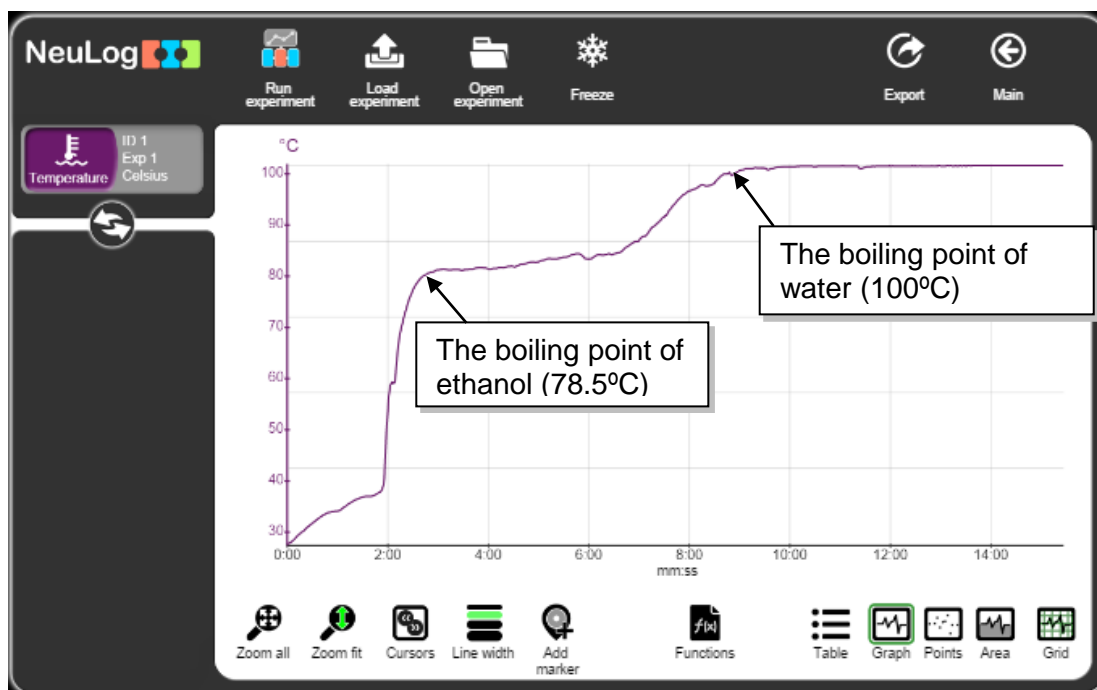 NeuLog
Run
experiment
Load
experiment
Open
experiment
Freeze
Export
Main
Temperature
ID 1
Exp 1
Celsius
°C
100
90
80
70
60
50
40
30
The boiling point of
water (100ºC)
The boiling point of
ethanol (78.5ºC)
0:00 2:00 4:00 6:00 8:00 10:00 12:00 14:00
mm:ss
Zoom all
Zoom fit
Cursors
Line width
Add
marker
f(x)
Functions
Table
Graph
Points
Area
Grid